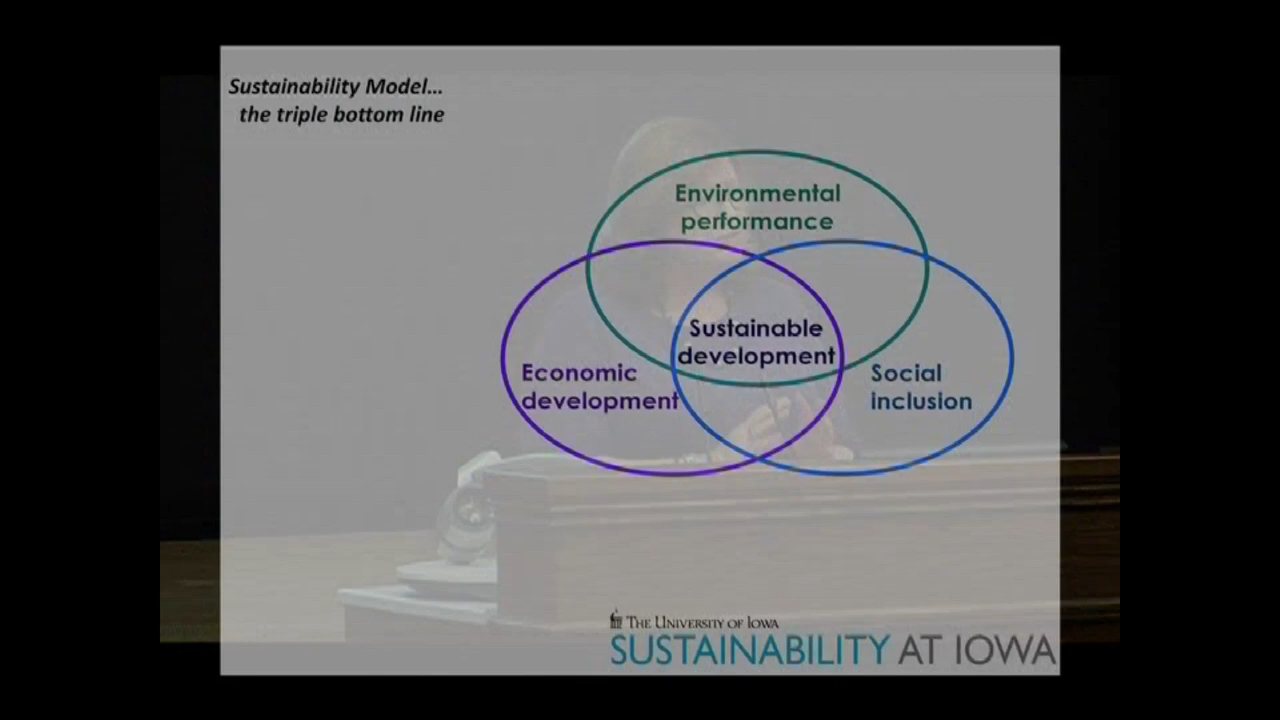 Sustainability Model...
the triple bottom line
Environmental
performance
Sustainable
development
Economic
development
Social
inclusion
THE UNIVERSITY OF IOWA
SUSTAINABILITY AT IOWA